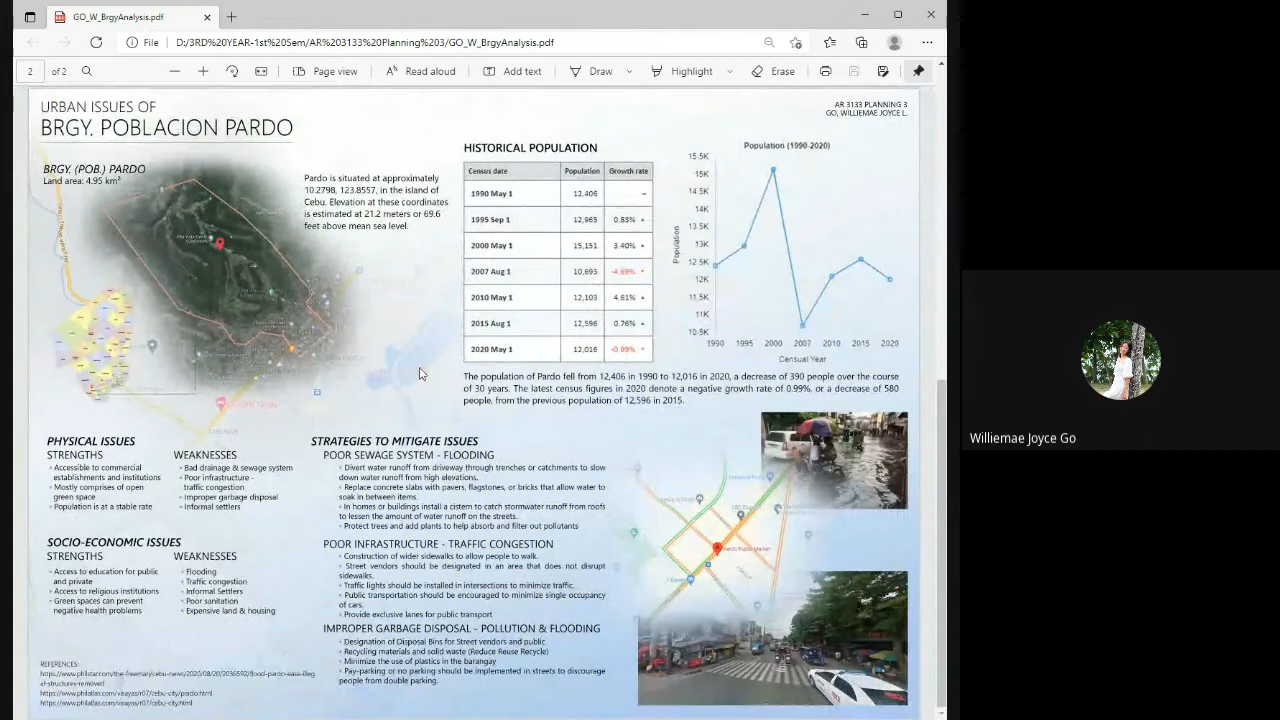 GO_W_BrgyAnalysis.pdf
File
D:/3RD%20YEAR-1st%20Sem/AR%203133%20Planning%203/GO_W_BrgyAnalysis.pdf
2 of 2
Page view
Read aloud
Add text
Draw
Highlight
Erase
URBAN ISSUES OF
BRGY. POBLACION PARDO
AR 3133 PLANNING 3
GO, WILLIEMAE JOYCE L.
BRGY. (POB.) PARDO
Land area: 4.95 km²
Pardo is situated at approximately
10.2798, 123.8557, in the island of
Cebu. Elevation at these coordinates
is estimated at 21.2 meters or 69.6
feet above mean sea level.
HISTORICAL POPULATION
Census date Population Growth rate
1990 May 1 12,406 –
1995 Sep 1 12,965 0.83% ▲
2000 May 1 15,151 3.40% ▲
2007 Aug 1 10,693 -4.69% ▼
2010 May 1 12,103 4.61% ▲
2015 Aug 1 12,596 0.76% ▲
2020 May 1 12,016 -0.99% ▼
Population (1990-2020)
15.5K
15K
14.5K
14K
13.5K
13K
12.5K
12K
11.5K
11K
10.5K
Population
1990 1995 2000 2007 2010 2015 2020
Censual Year
The population of Pardo fell from 12,406 in 1990 to 12,016 in 2020, a decrease of 390 people over the course
of 30 years. The latest census figures in 2020 denote a negative growth rate of 0.99%, or a decrease of 580
people, from the previous population of 12,596 in 2015.
PHYSICAL ISSUES
STRENGTHS
◦ Accessible to commercial
establishments and institutions
◦ Mostly comprises of open
green space
◦ Population is at a stable rate
WEAKNESSES
◦ Bad drainage & sewage system
◦ Poor infrastructure -
traffic congestion
◦ Improper garbage disposal
◦ Informal settlers
SOCIO-ECONOMIC ISSUES
STRENGTHS
◦ Access to education for public
and private
◦ Access to religious institutions
◦ Green spaces can prevent
negative health problems
WEAKNESSES
◦ Flooding
◦ Traffic congestion
◦ Informal Settlers
◦ Poor sanitation
◦ Expensive land & housing
STRATEGIES TO MITIGATE ISSUES
POOR SEWAGE SYSTEM - FLOODING
◦ Divert water runoff from driveway through trenches or catchments to slow
down water runoff from high elevations.
◦ Replace concrete slabs with pavers, flagstones, or bricks that allow water to
soak in between items.
◦ In homes or buildings install a cistern to catch stormwater runoff from roofs
to lessen the amount of water runoff on the streets.
◦ Protect trees and add plants to help absorb and filter out pollutants
POOR INFRASTRUCTURE - TRAFFIC CONGESTION
◦ Construction of wider sidewalks to allow people to walk.
◦ Street vendors should be designated in an area that does not disrupt
sidewalks.
◦ Traffic lights should be installed in intersections to minimize traffic.
◦ Public transportation should be encouraged to minimize single occupancy
of cars.
◦ Provide exclusive lanes for public transport
IMPROPER GARBAGE DISPOSAL - POLLUTION & FLOODING
◦ Designation of Disposal Bins for Street vendors and public
◦ Recycling materials and solid waste (Reduce Reuse Recycle)
◦ Minimize the use of plastics in the barangay
◦ Pay-parking or no parking should be implemented in streets to discourage
people from double parking.
Pardo Public Market
REFERENCES:
https://www.philstar.com/the-freeman/cebu-news/2020/08/20/2036592/flood-pardo-ease-illeg
al-structures-removed
https://www.philatlas.com/visayas/r07/cebu-city/pardo.html
https://www.philatlas.com/visayas/r07/cebu-city.html
Williemae Joyce Go